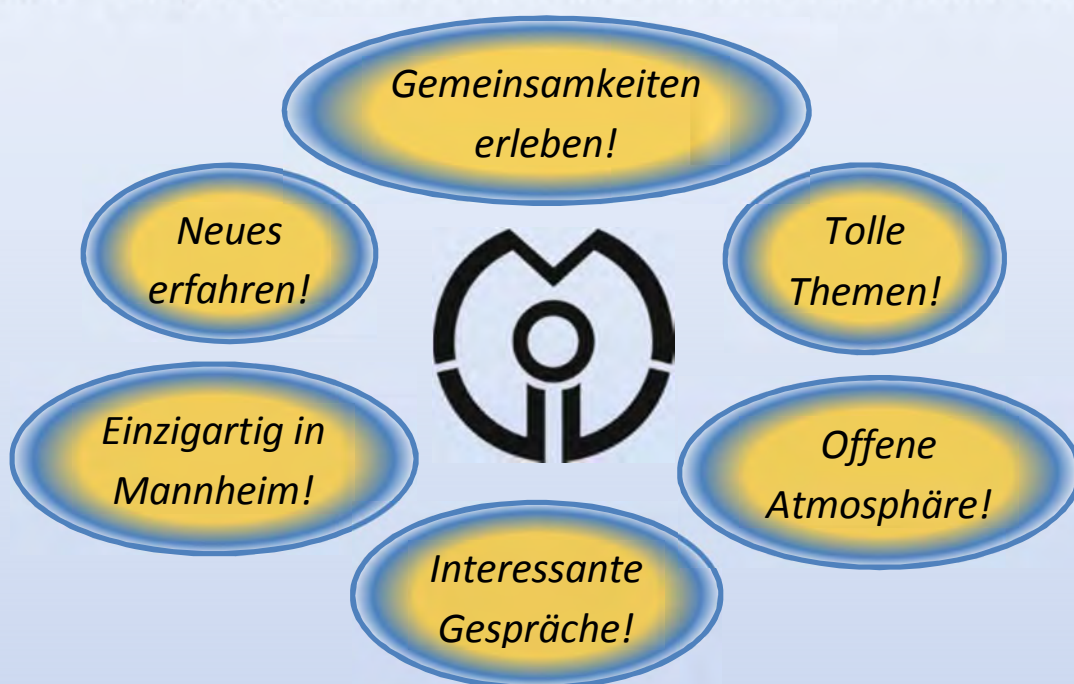 Gemeinsamkeiten
erleben!
Neues
erfahren!
Tolle
Themen!
Einzigartig in
Mannheim!
Offene
Atmosphäre!
Interessante
Gespräche!